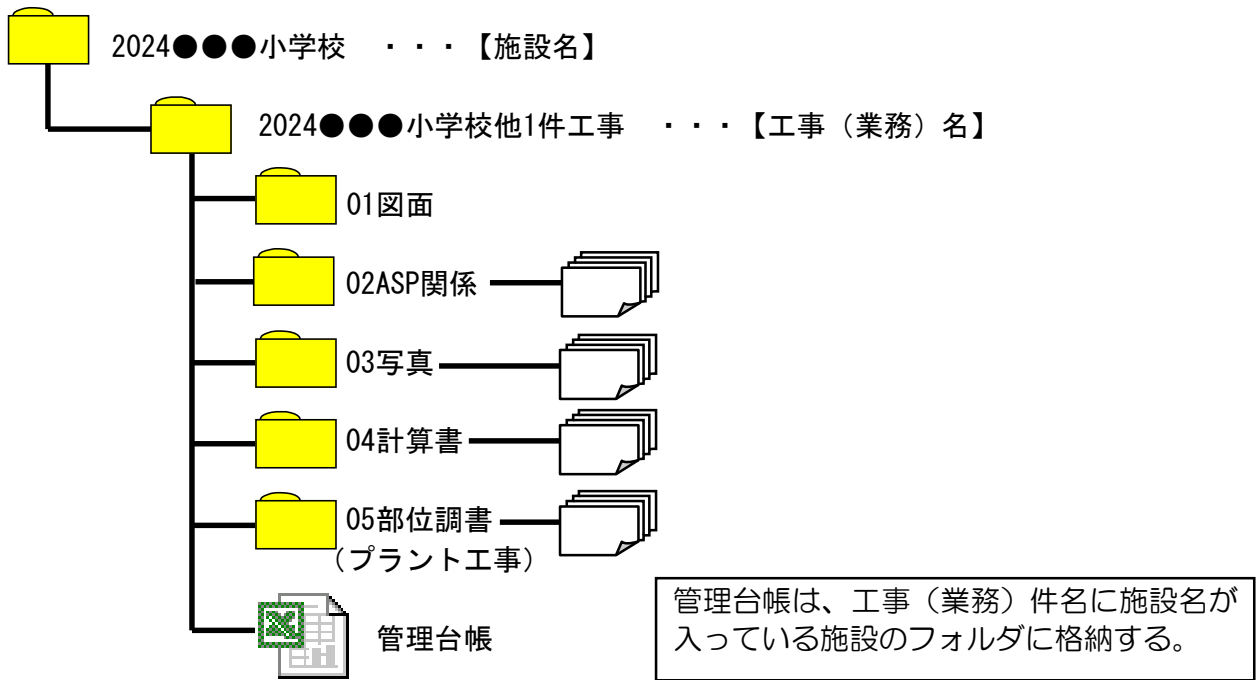 2024●●●小学校　・・・【施設名】
2024●●●小学校他1件工事　・・・【工事（業務）名】
01図面
02ASP関係
03写真
04計算書
05部位調書
（プラント工事）
管理台帳
管理台帳は、工事（業務）件名に施設名が
入っている施設のフォルダに格納する。